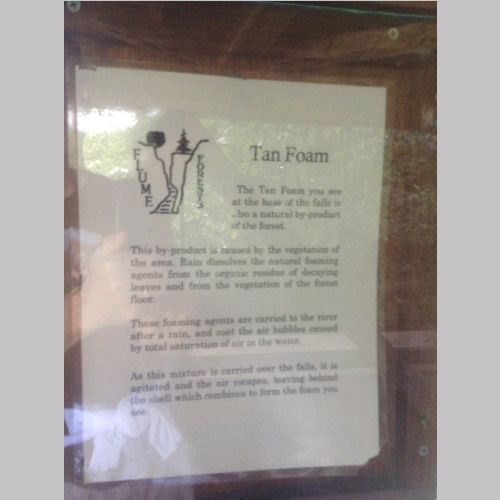 FLUME
FORESTS
Tan Foam
The Tan Foam you see
at the base of the falls is
also a natural by-product
of the forest.
This by-product is caused by the vegetation of
the area. Rain dissolves the natural foaming
agents from the organic residue of decaying
leaves and from the vegetation of the forest
floor.
These foaming agents are carried to the river
after a rain, and coat the air bubbles caused
by total saturation of air in the water.
As this mixture is carried over the falls, it is
agitated and the air escapes, leaving behind
the shell which combines to form the foam you
see.